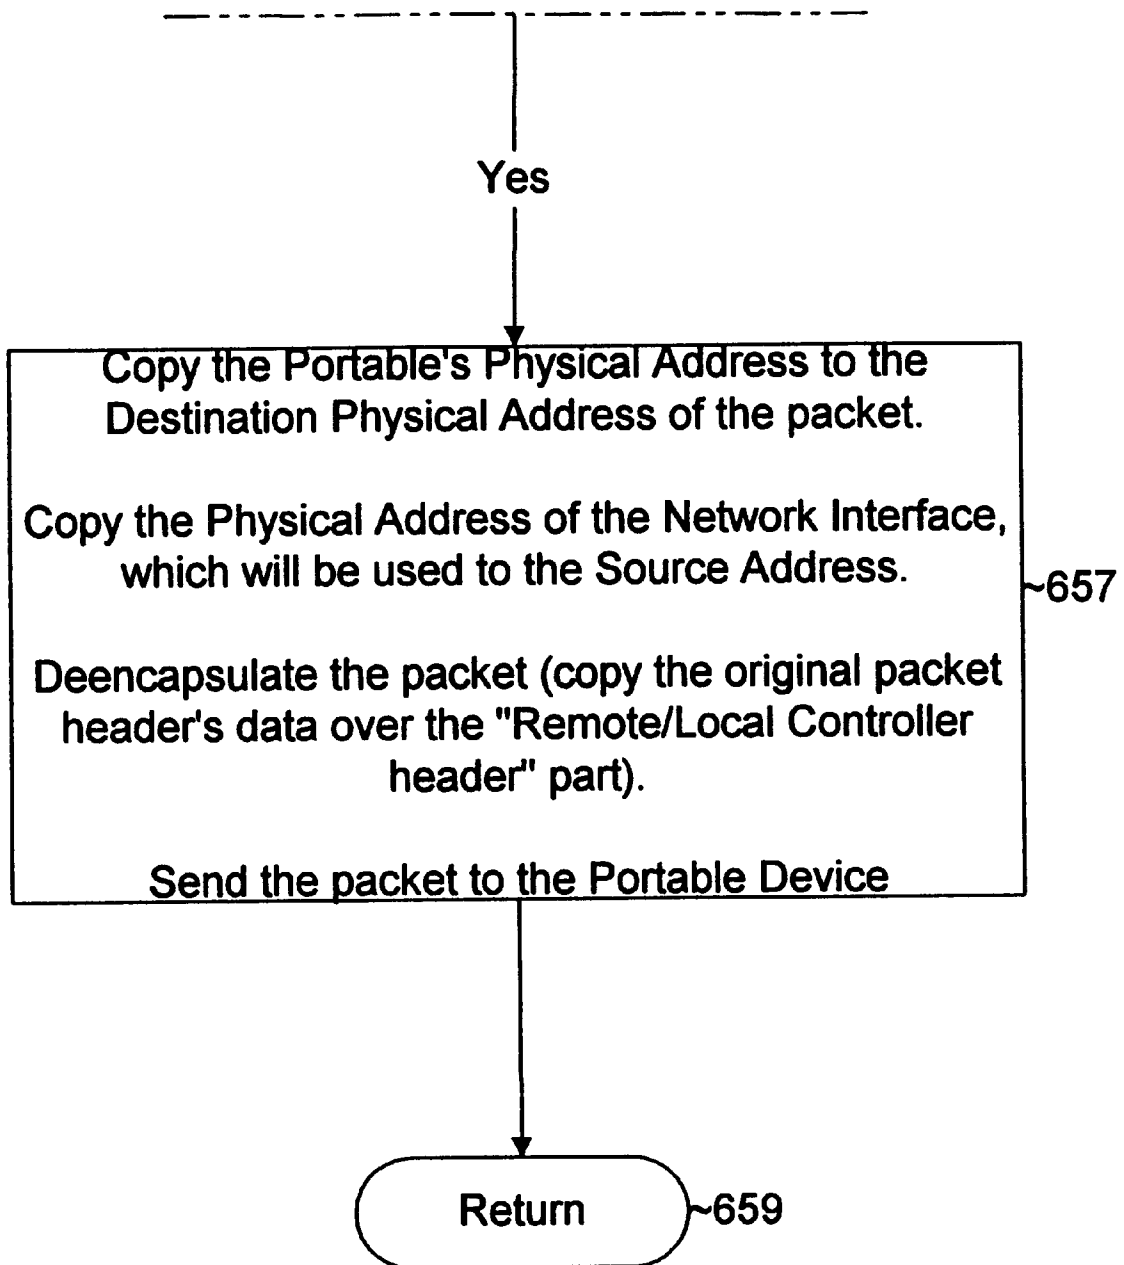 Yes
Copy the Portable's Physical Address to the
Destination Physical Address of the packet.
Copy the Physical Address of the Network Interface,
which will be used to the Source Address.
~657
Deencapsulate the packet (copy the original packet
header's data over the "Remote/Local Controller
header" part).
Send the packet to the Portable Device
Return
~659